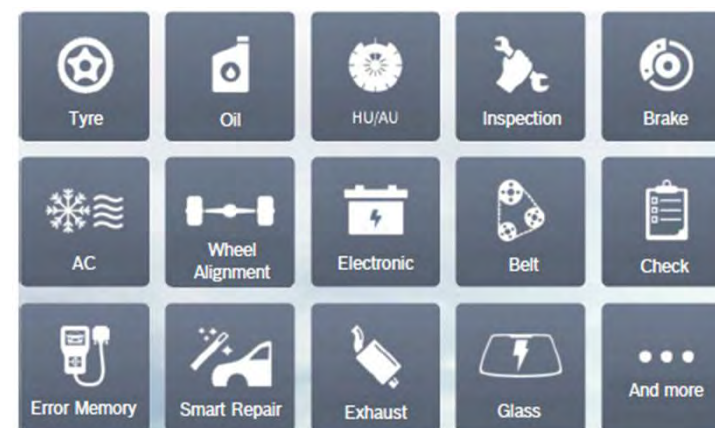 Tyre
Oil
HU/AU
Inspection
Brake
AC
Wheel
Alignment
Electronic
Belt
Check
Error Memory
Smart Repair
Exhaust
Glass
And more